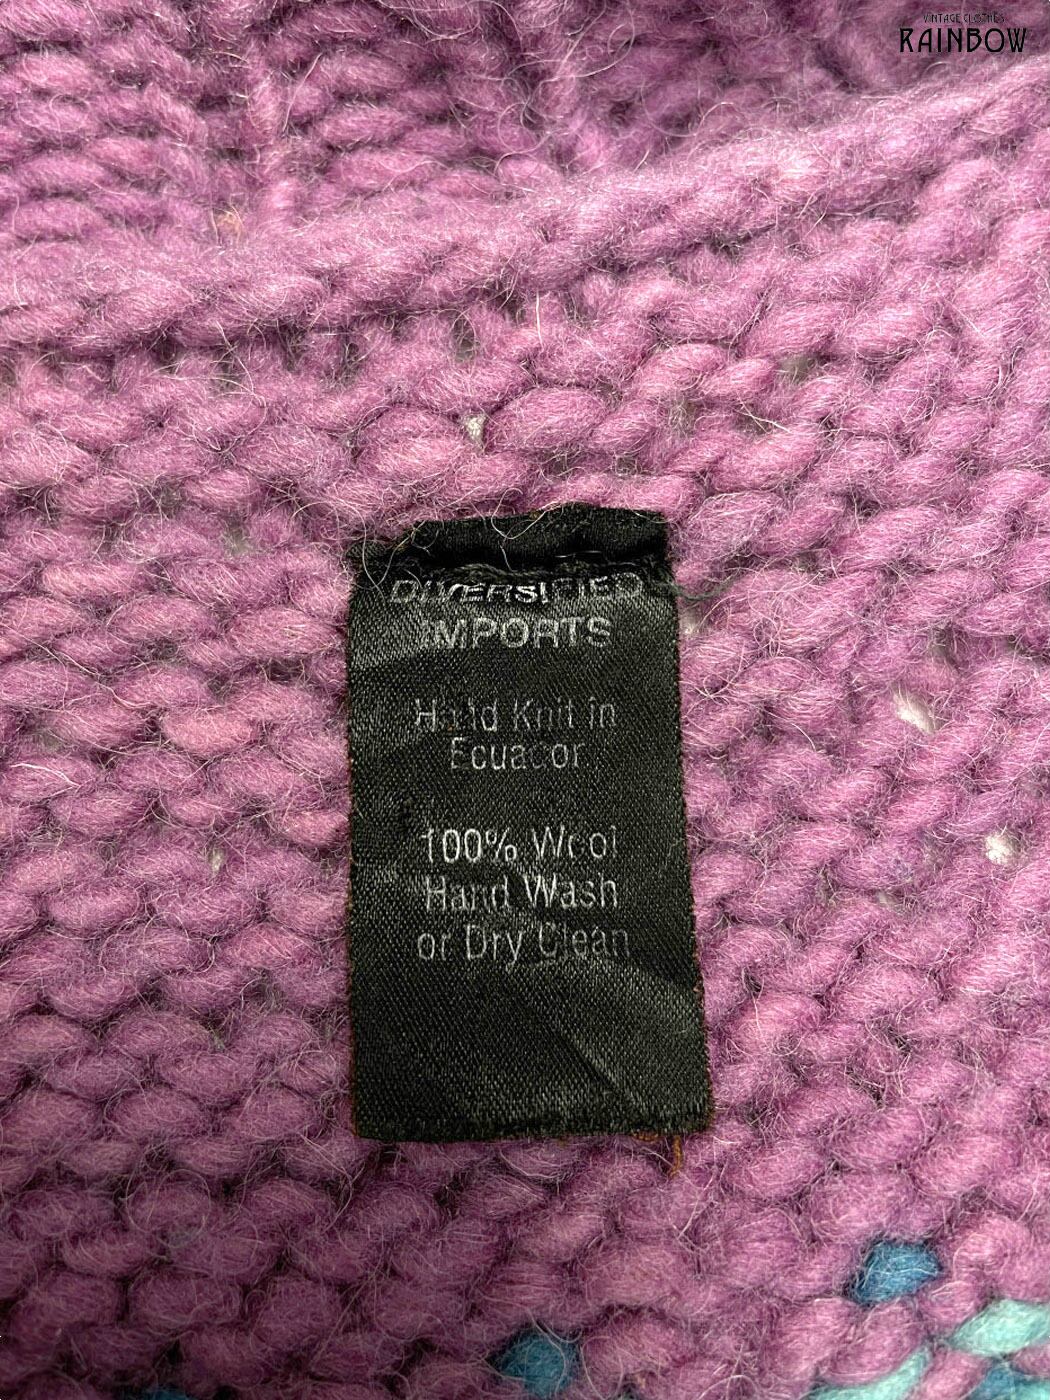 VINTAGE CLOTHES
RAINBOW
DIVERSIFIED
IMPORTS
Hand Knit in
Ecuador
100% Wool
Hand Wash
or Dry Clean